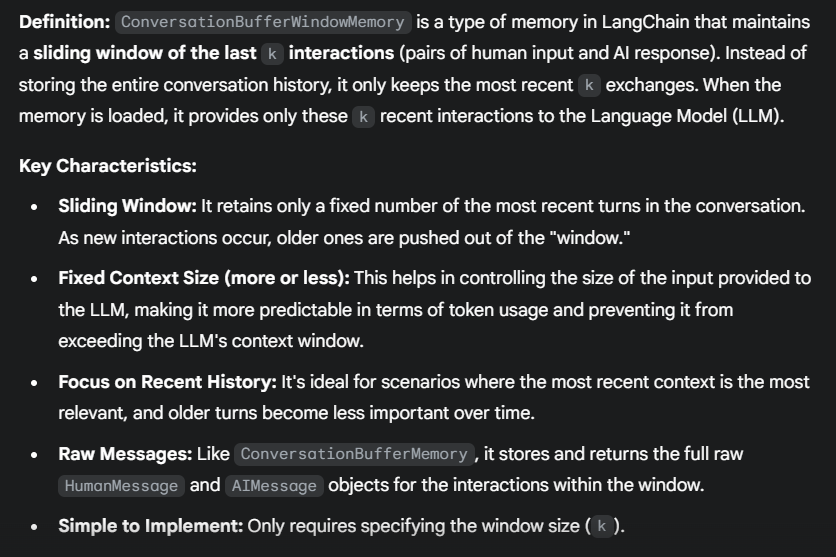 Definition: ConversationBufferWindowMemory is a type of memory in LangChain that maintains
a sliding window of the last k interactions (pairs of human input and AI response). Instead of
storing the entire conversation history, it only keeps the most recent k exchanges. When the
memory is loaded, it provides only these k recent interactions to the Language Model (LLM).
Key Characteristics:
• Sliding Window: It retains only a fixed number of the most recent turns in the conversation.
As new interactions occur, older ones are pushed out of the "window."
• Fixed Context Size (more or less): This helps in controlling the size of the input provided to
the LLM, making it more predictable in terms of token usage and preventing it from
exceeding the LLM's context window.
• Focus on Recent History: It's ideal for scenarios where the most recent context is the most
relevant, and older turns become less important over time.
• Raw Messages: Like ConversationBufferMemory, it stores and returns the full raw
HumanMessage and AIMessage objects for the interactions within the window.
• Simple to Implement: Only requires specifying the window size (k).